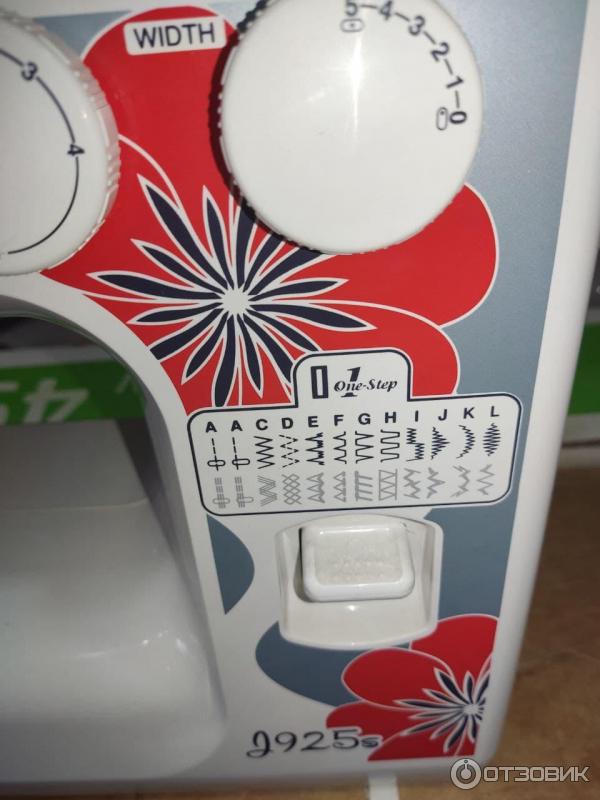 WIDTH
5-4-3-2-1-0
3
4
1 One-Step
A A C D E F G H I J K L
J925s
ОТЗОВИК